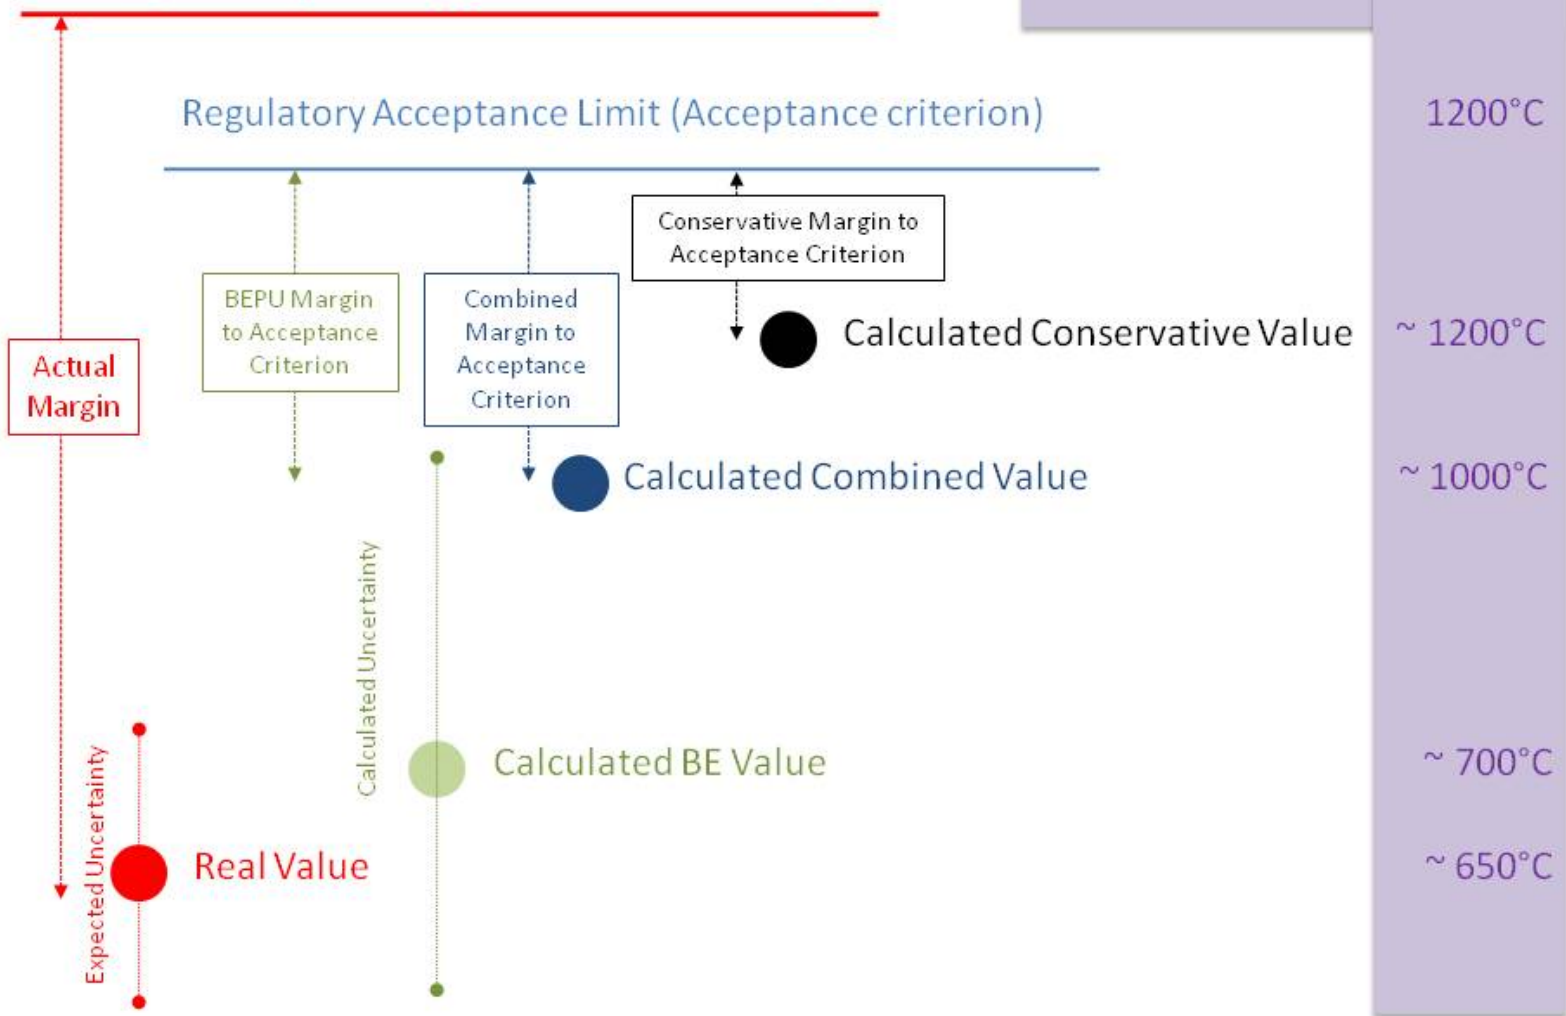 Regulatory Acceptance Limit (Acceptance criterion)
1200°C
Conservative Margin to
Acceptance Criterion
BEPU Margin
to Acceptance
Criterion
Combined
Margin to
Acceptance
Criterion
Calculated Conservative Value
~ 1200°C
Actual
Margin
Calculated Combined Value
~ 1000°C
Calculated Uncertainty
Calculated BE Value
~ 700°C
Expected Uncertainty
Real Value
~ 650°C